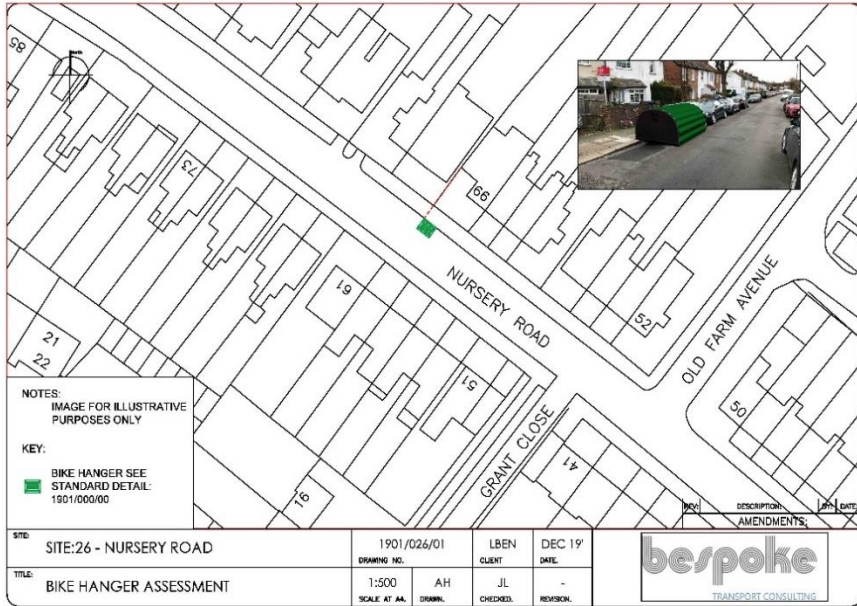 85
North
73
66
NURSERY ROAD
61
52
OLD FARM AVENUE
21
22
51
50
GRANT CLOSE
41
16
NOTES:
IMAGE FOR ILLUSTRATIVE
PURPOSES ONLY
KEY:
BIKE HANGER SEE
STANDARD DETAIL:
1901/000/00
REV: DESCRIPTION: BY: DATE:
AMENDMENTS:
SITE:
SITE:26 - NURSERY ROAD
1901/026/01
DRAWING NO.
LBEN
CLIENT
DEC 19'
DATE.
TITLE:
BIKE HANGER ASSESSMENT
1:500
SCALE AT A4.
AH
DRAWN.
JL
CHECKED.
-
REVISION.
bespoke
TRANSPORT CONSULTING